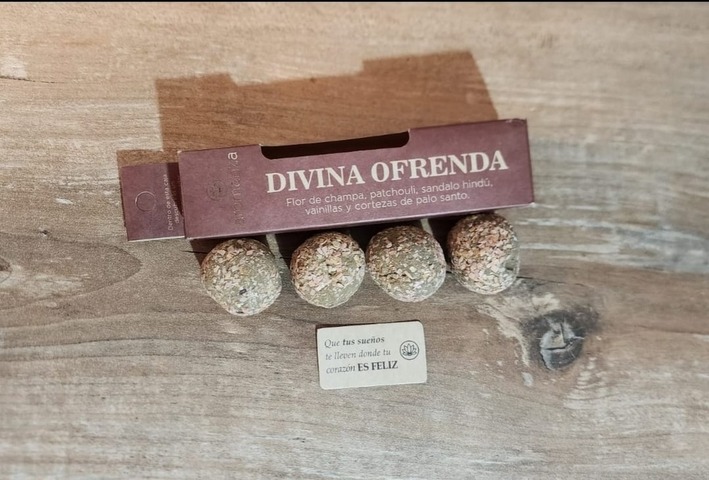 DIVINA OFRENDA
Flor de champa, patchouli, sandalo hindú,
vainillas y cortezas de palo santo.
Que tus sueños
te lleven donde tu
corazón ES FELIZ